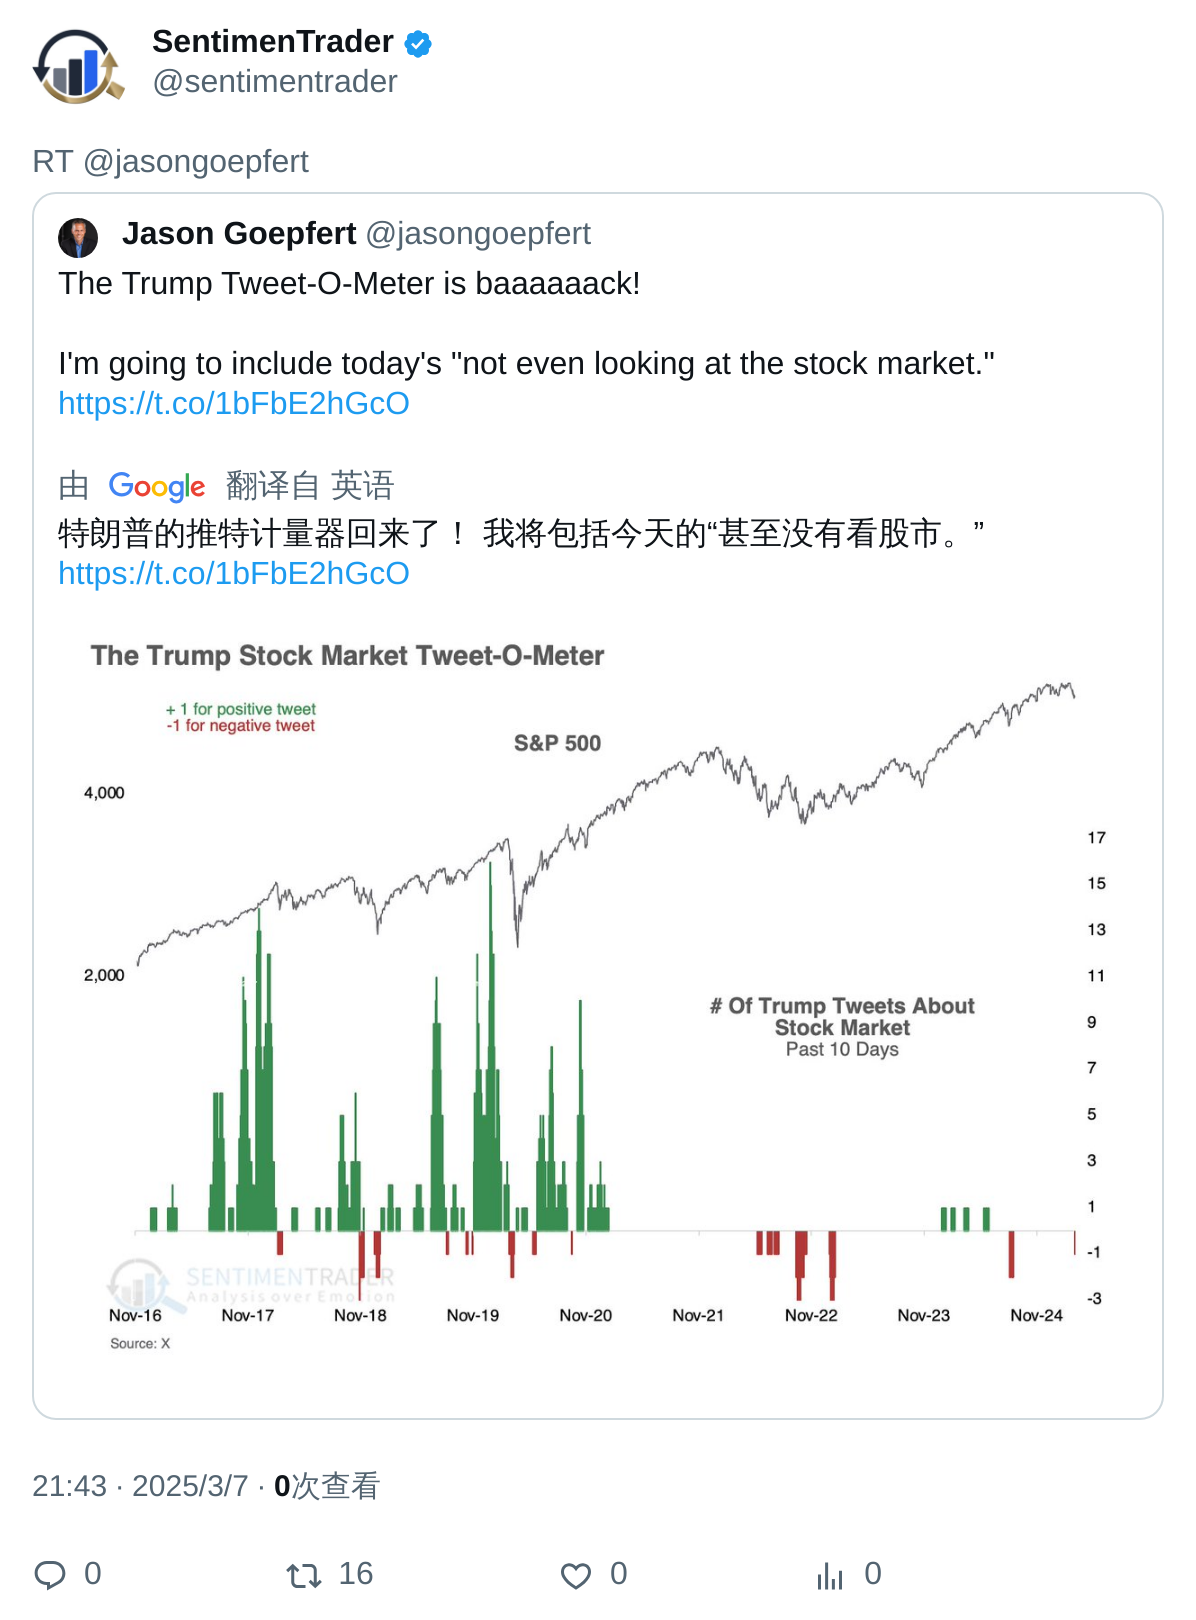 SentimenTrader
@sentimentrader
RT @jasongoepfert
Jason Goepfert @jasongoepfert
The Trump Tweet-O-Meter is baaaaaack!
I'm going to include today's "not even looking at the stock market."
https://t.co/1bFbE2hGcO
由 Google 翻译自 英语
特朗普的推特计量器回来了！ 我将包括今天的“甚至没有看股市。”
https://t.co/1bFbE2hGcO
The Trump Stock Market Tweet-O-Meter
+ 1 for positive tweet
-1 for negative tweet
S&P 500
4,000
2,000
17
15
13
11
9
7
5
3
1
-1
-3
# Of Trump Tweets About
Stock Market
Past 10 Days
SENTIMENTRADER
Analysis over Emotion
Nov-16 Nov-17 Nov-18 Nov-19 Nov-20 Nov-21 Nov-22 Nov-23 Nov-24
Source: X
21:43 · 2025/3/7 · 0次查看
0 16 0 0